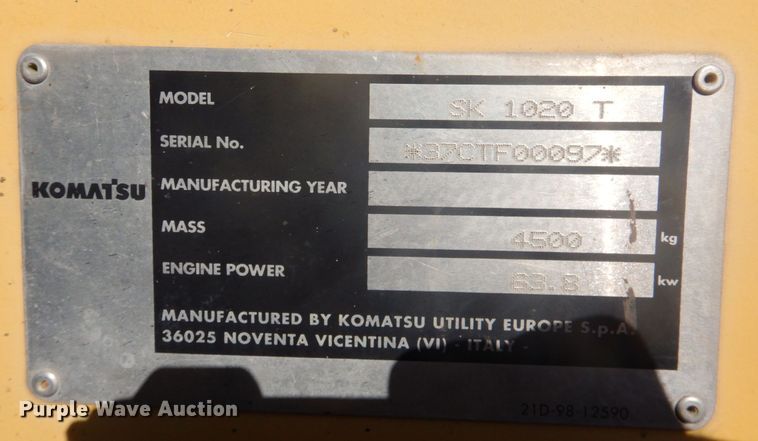 KOMATSU
MODEL SK 1020 T
SERIAL No. *37CTF00097*
MANUFACTURING YEAR
MASS 4500 kg
ENGINE POWER 63.8 kw
MANUFACTURED BY KOMATSU UTILITY EUROPE S.p.A.
36025 NOVENTA VICENTINA (VI) - ITALY
21D-98-12590
Purple Wave Auction